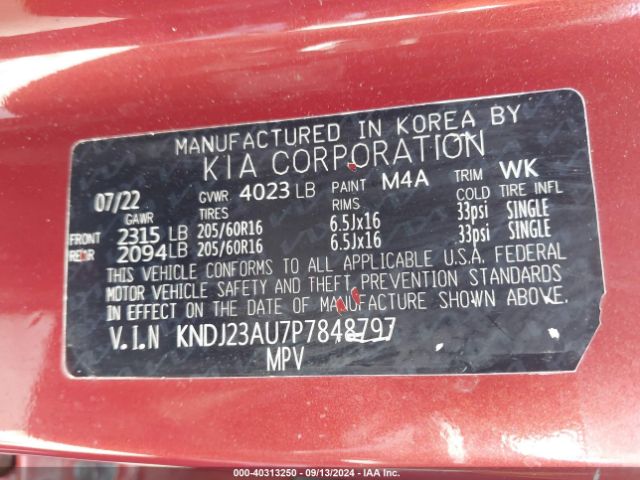 MANUFACTURED IN KOREA BY
KIA CORPORATION
07/22 GVWR 4023 LB PAINT M4A TRIM WK
GAWR TIRES RIMS COLD TIRE INFL
FRONT 2315 LB 205/60R16 6.5Jx16 33psi SINGLE
REAR 2094 LB 205/60R16 6.5Jx16 33psi SINGLE
THIS VEHICLE CONFORMS TO ALL APPLICABLE U.S.A. FEDERAL
MOTOR VEHICLE SAFETY AND THEFT PREVENTION STANDARDS
IN EFFECT ON THE DATE OF MANUFACTURE SHOWN ABOVE.
V.I.N KNDJ23AU7P7848797
MPV
00-40313250 - 09/13/2024 - IAA Inc.